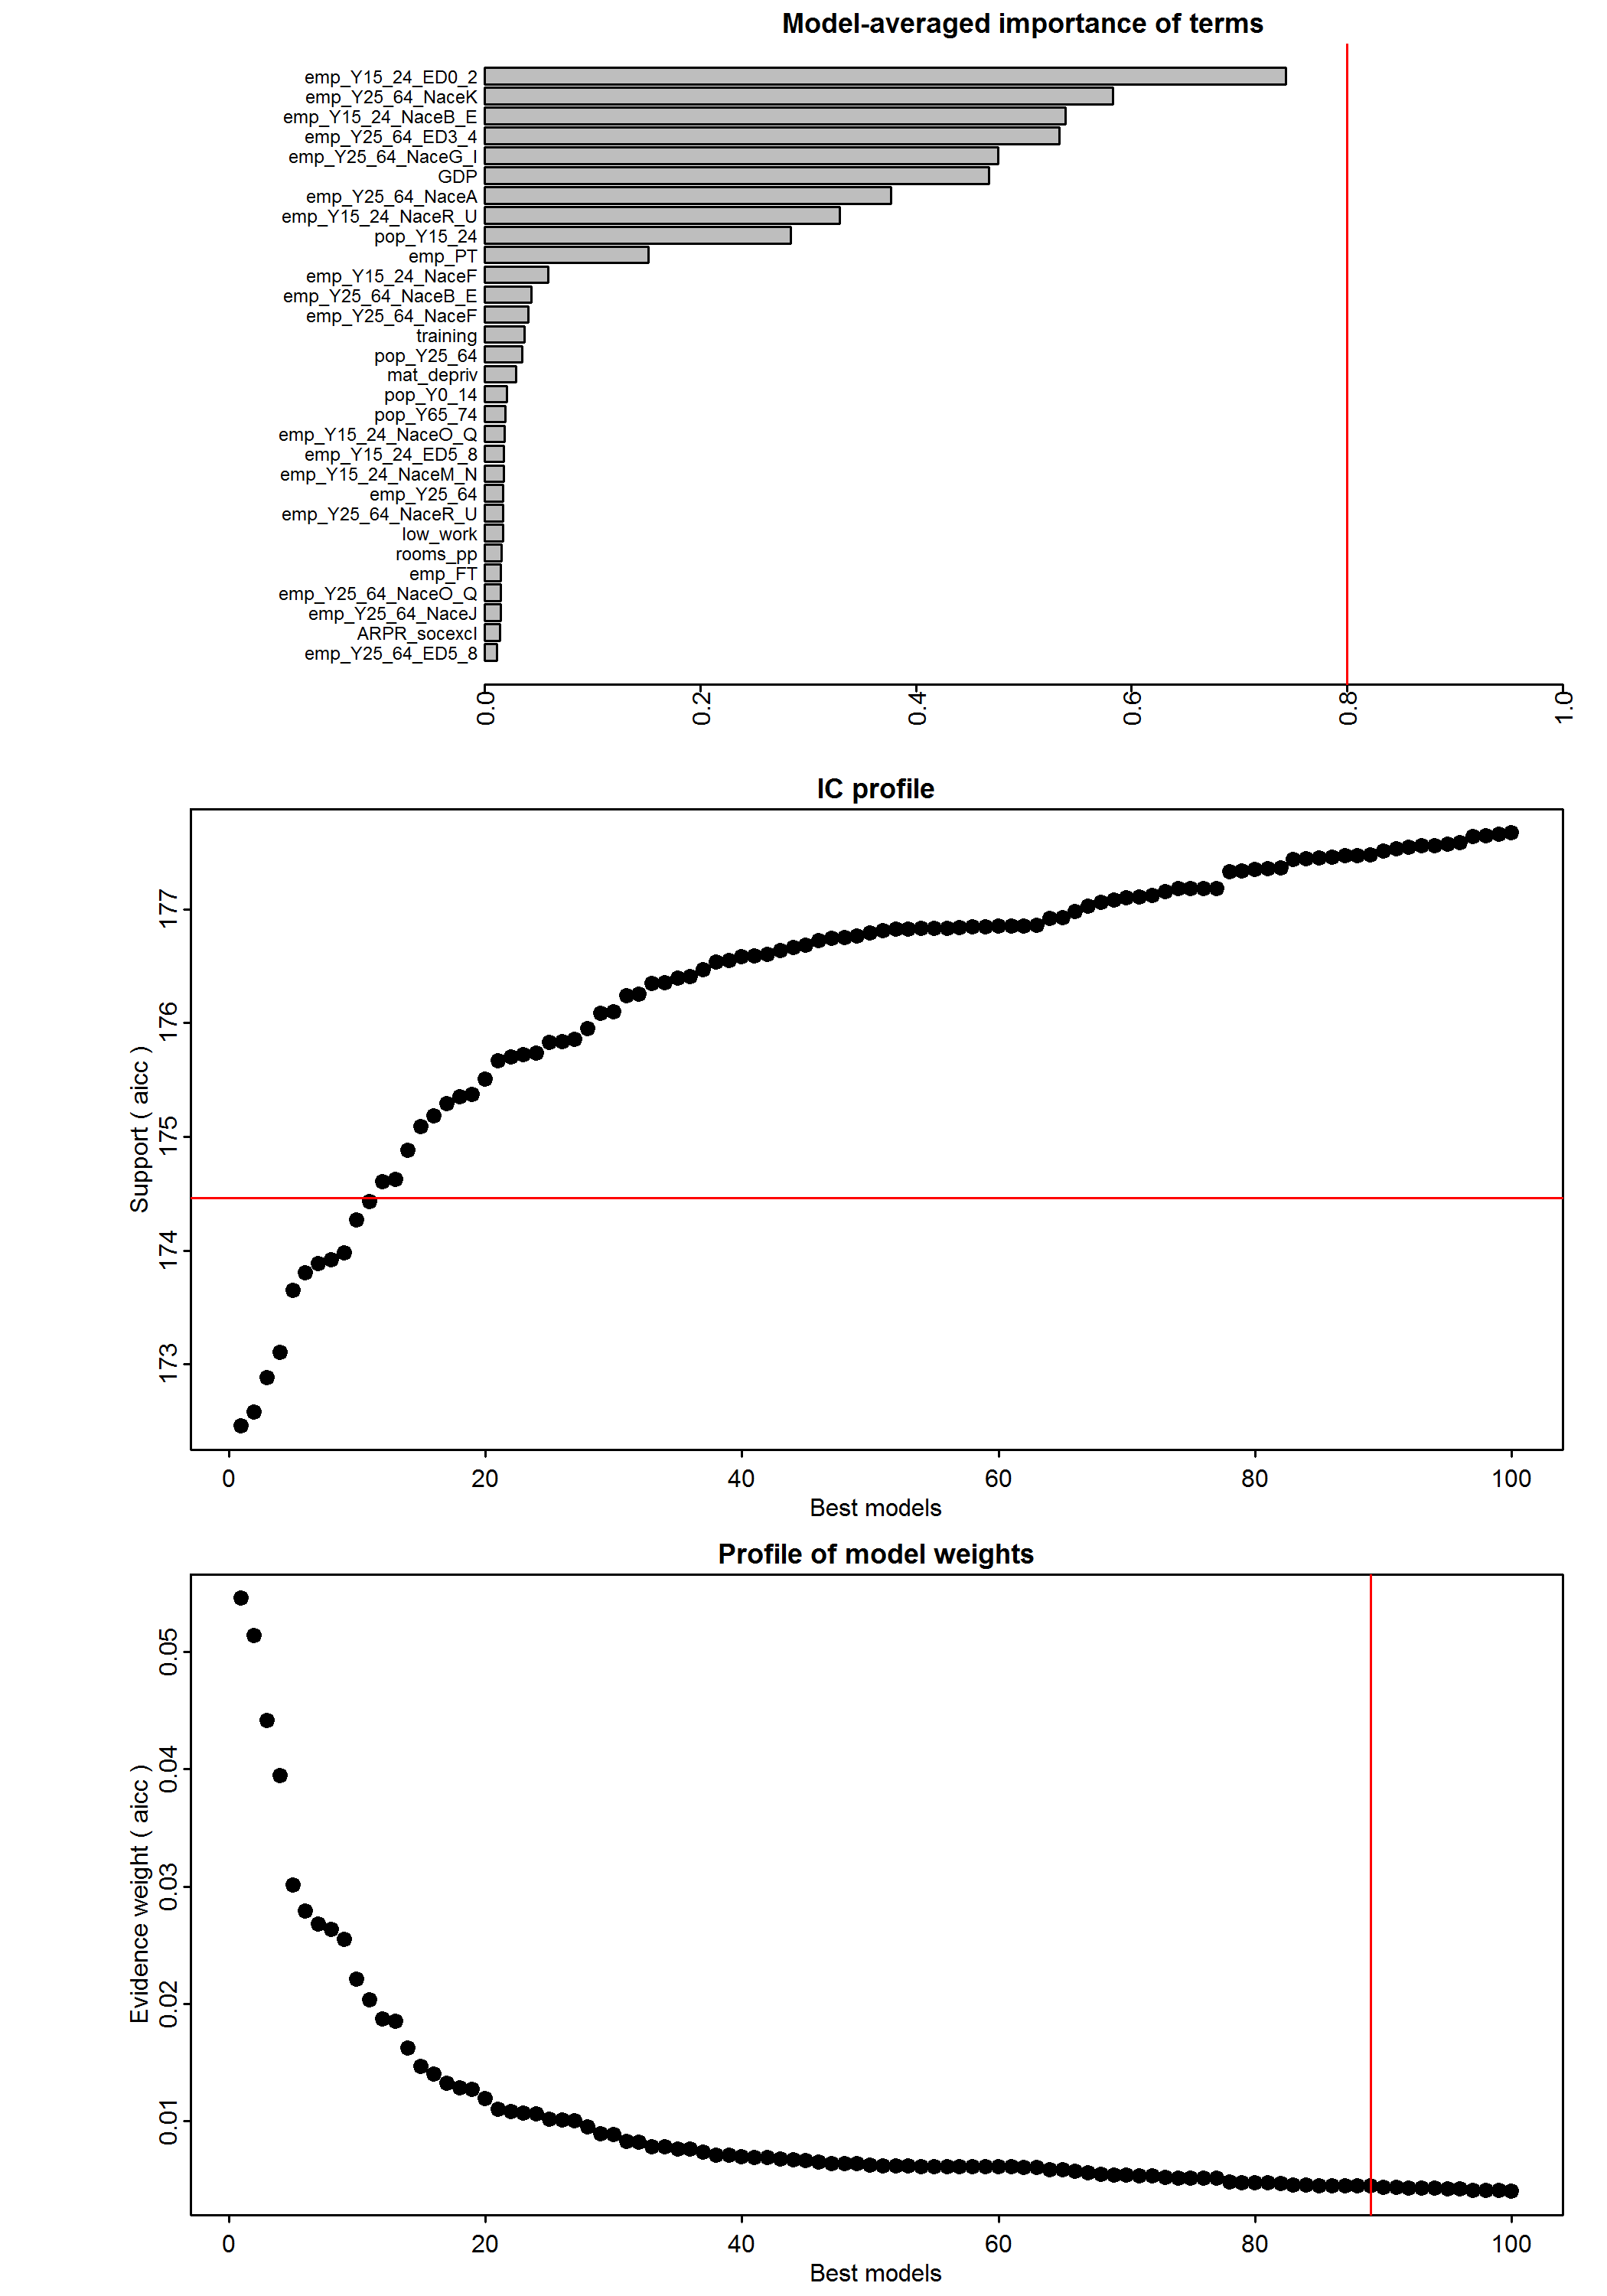 Model-averaged importance of terms
emp_Y15_24_ED0_2
emp_Y25_64_NaceK
emp_Y15_24_NaceB_E
emp_Y25_64_ED3_4
emp_Y25_64_NaceG_I
GDP
emp_Y25_64_NaceA
emp_Y15_24_NaceR_U
pop_Y15_24
emp_PT
emp_Y15_24_NaceF
emp_Y25_64_NaceB_E
emp_Y25_64_NaceF
training
pop_Y25_64
mat_depriv
pop_Y0_14
pop_Y65_74
emp_Y15_24_NaceO_Q
emp_Y15_24_ED5_8
emp_Y15_24_NaceM_N
emp_Y25_64
emp_Y25_64_NaceR_U
low_work
rooms_pp
emp_FT
emp_Y25_64_NaceO_Q
emp_Y25_64_NaceJ
ARPR_socexcl
emp_Y25_64_ED5_8
0.0 0.2 0.4 0.6 0.8 1.0
IC profile
Support ( aicc )
177
176
175
174
173
0 20 40 60 80 100
Best models
Profile of model weights
Evidence weight ( aicc )
0.05
0.04
0.03
0.02
0.01
0 20 40 60 80 100
Best models